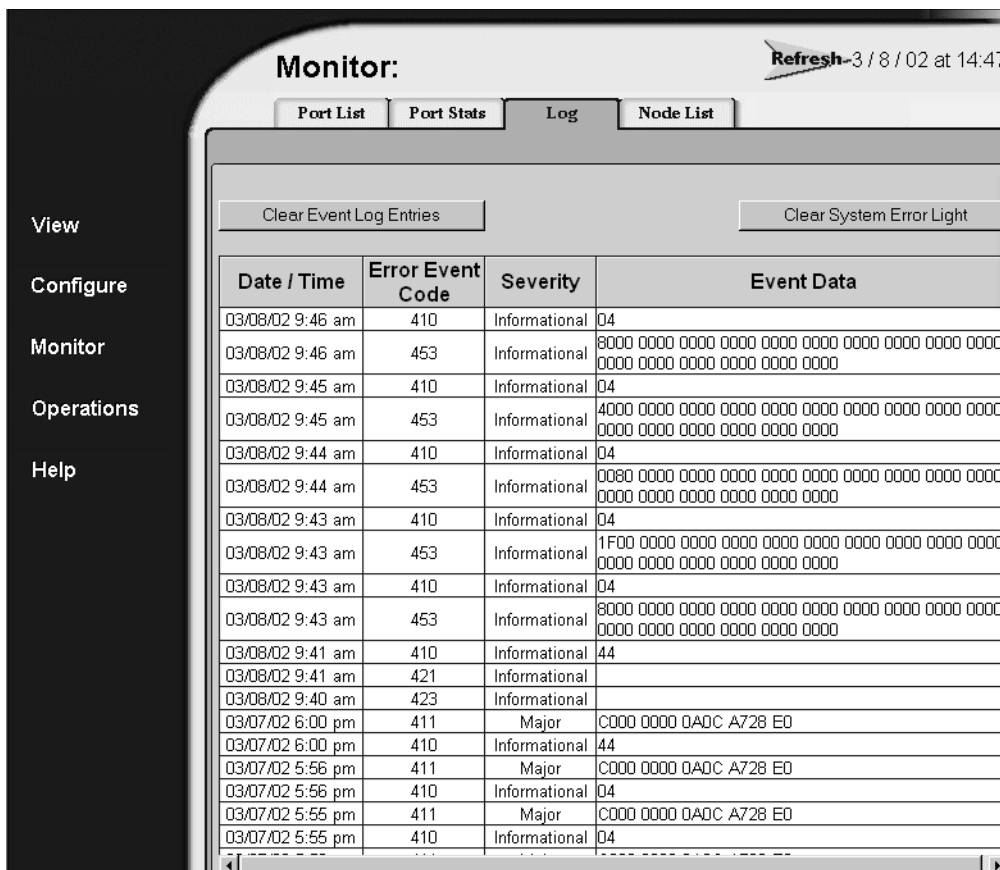 Monitor:
Refresh-3 / 8 / 02 at 14:47
Port List Port Stats Log Node List
View
Configure
Monitor
Operations
Help
Clear Event Log Entries Clear System Error Light
Date / Time Error Event Code Severity Event Data
03/08/02 9:46 am 410 Informational 04
03/08/02 9:46 am 453 Informational 8000 0000 0000 0000 0000 0000 0000 0000 0000 0000
0000 0000 0000 0000 0000 0000
03/08/02 9:45 am 410 Informational 04
03/08/02 9:45 am 453 Informational 4000 0000 0000 0000 0000 0000 0000 0000 0000 0000
0000 0000 0000 0000 0000 0000
03/08/02 9:44 am 410 Informational 04
03/08/02 9:44 am 453 Informational 0080 0000 0000 0000 0000 0000 0000 0000 0000 0000
0000 0000 0000 0000 0000 0000
03/08/02 9:43 am 410 Informational 04
03/08/02 9:43 am 453 Informational 1F00 0000 0000 0000 0000 0000 0000 0000 0000 0000
0000 0000 0000 0000 0000 0000
03/08/02 9:43 am 410 Informational 04
03/08/02 9:43 am 453 Informational 8000 0000 0000 0000 0000 0000 0000 0000 0000 0000
0000 0000 0000 0000 0000 0000
03/08/02 9:41 am 410 Informational 44
03/08/02 9:41 am 421 Informational
03/08/02 9:40 am 423 Informational
03/07/02 6:00 pm 411 Major C000 0000 0A0C A728 E0
03/07/02 6:00 pm 410 Informational 44
03/07/02 5:56 pm 411 Major C000 0000 0A0C A728 E0
03/07/02 5:56 pm 410 Informational 04
03/07/02 5:55 pm 411 Major C000 0000 0A0C A728 E0
03/07/02 5:55 pm 410 Informational 04